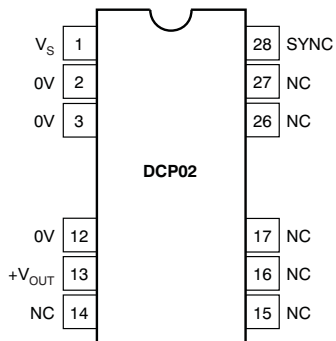 V_S 1 28 SYNC
0V 2 27 NC
0V 3 26 NC
DCP02
0V 12 17 NC
+V_OUT 13 16 NC
NC 14 15 NC